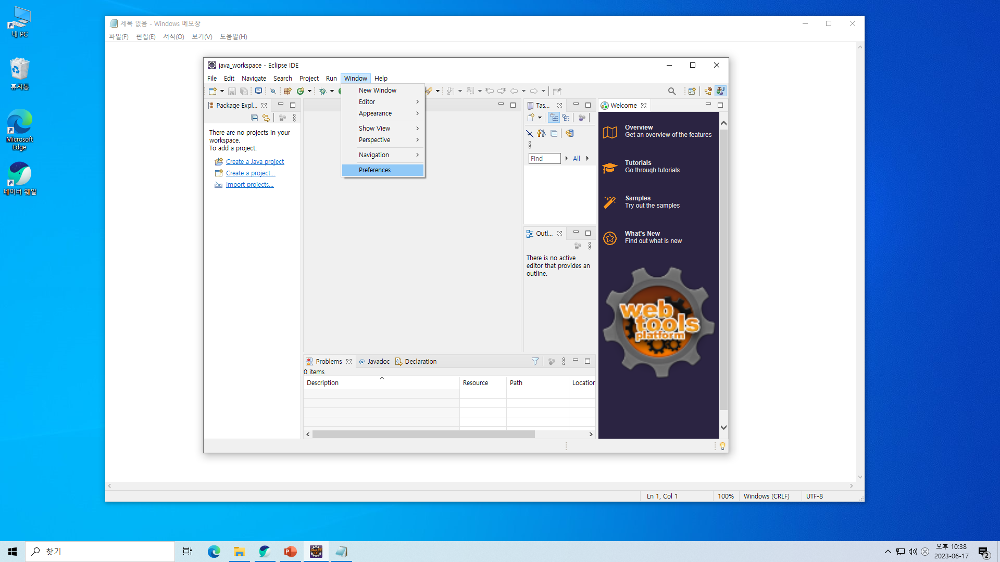 내 PC
휴지통
Microsoft
Edge
네이버 웨일
제목 없음 - Windows 메모장
파일(F) 편집(E) 서식(O) 보기(V) 도움말(H)
java_workspace - Eclipse IDE
File Edit Navigate Search Project Run Window Help
New Window
Editor
Appearance
Show View
Perspective
Navigation
Preferences
Package Expl...
There are no projects in your
workspace.
To add a project:
Create a Java project
Create a project...
Import projects...
Tas...
Find
All
Outl...
There is no active
editor that provides an
outline.
Welcome
Overview
Get an overview of the features
Tutorials
Go through tutorials
Samples
Try out the samples
What's New
Find out what is new
web
tools
platform
Problems @ Javadoc Declaration
0 items
Description Resource Path Location
Ln 1, Col 1 100% Windows (CRLF) UTF-8
찾기
오후 10:38
2023-06-17
2